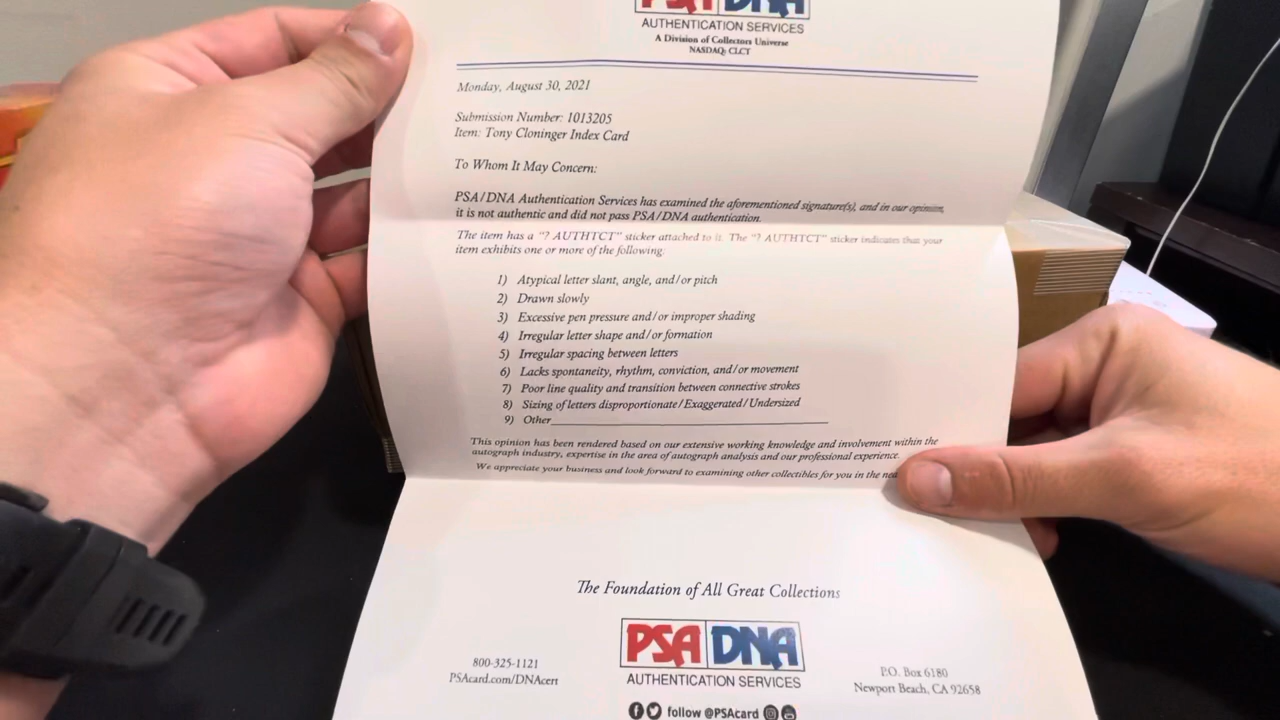 PSA DNA
AUTHENTICATION SERVICES
A Division of Collectors Universe
NASDAQ: CLCT
Monday, August 30, 2021
Submission Number: 1013205
Item: Tony Cloninger Index Card
To Whom It May Concern:
PSA/DNA Authentication Services has examined the aforementioned signature(s), and in our opinion,
it is not authentic and did not pass PSA/DNA authentication.
The item has a "? AUTHTCT" sticker attached to it. The "? AUTHTCT" sticker indicates that your
item exhibits one or more of the following.
1) Atypical letter slant, angle, and/or pitch
2) Drawn slowly
3) Excessive pen pressure and/or improper shading
4) Irregular letter shape and/or formation
5) Irregular spacing between letters
6) Lacks spontaneity, rhythm, conviction, and/or movement
7) Poor line quality and transition between connective strokes
8) Sizing of letters disproportionate/Exaggerated/Undersized
9) Other
This opinion has been rendered based on our extensive working knowledge and involvement within the
autograph industry, expertise in the area of autograph analysis and our professional experience.
We appreciate your business and look forward to examining other collectibles for you in the nea
The Foundation of All Great Collections
PSA DNA
AUTHENTICATION SERVICES
800-325-1121
PSAcard.com/DNAcert
P.O. Box 6180
Newport Beach, CA 92658
follow @PSAcard